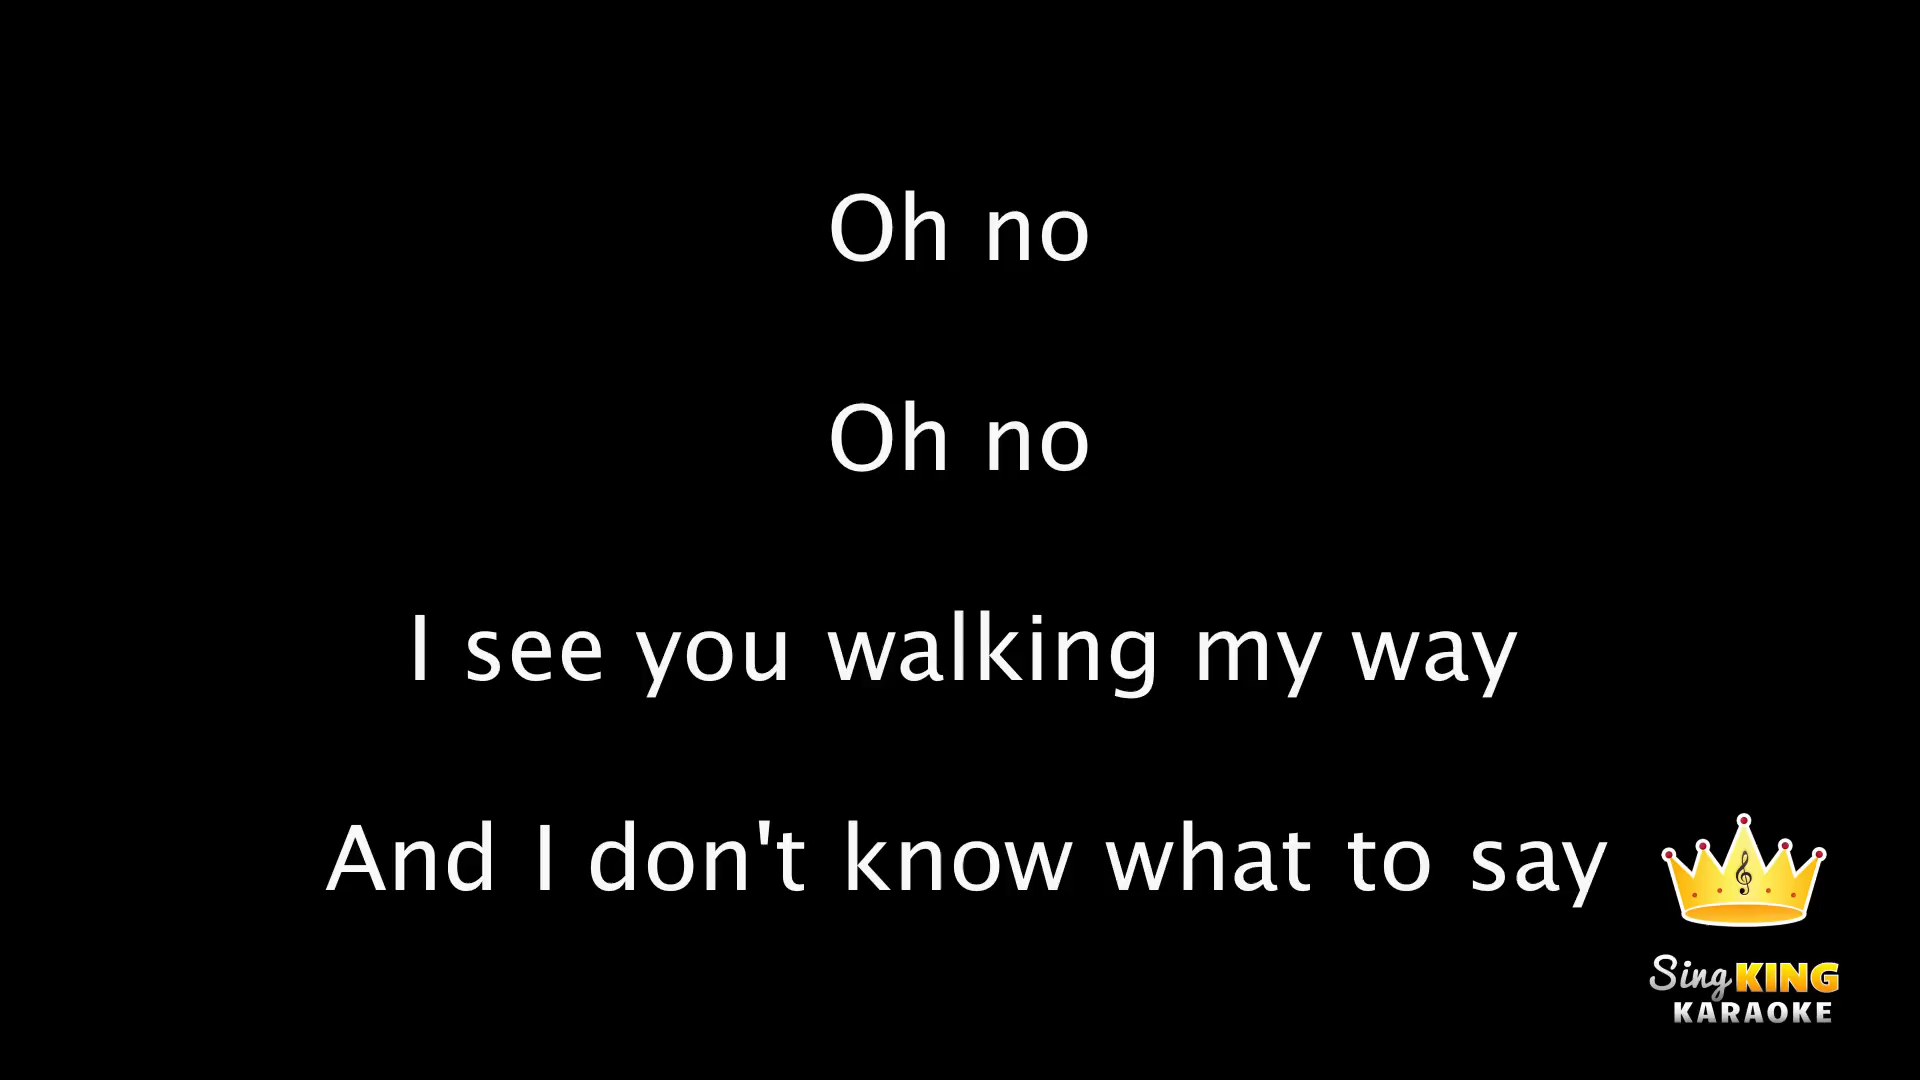 Oh no
Oh no
I see you walking my way
And I don't know what to say
Sing KING
KARAOKE